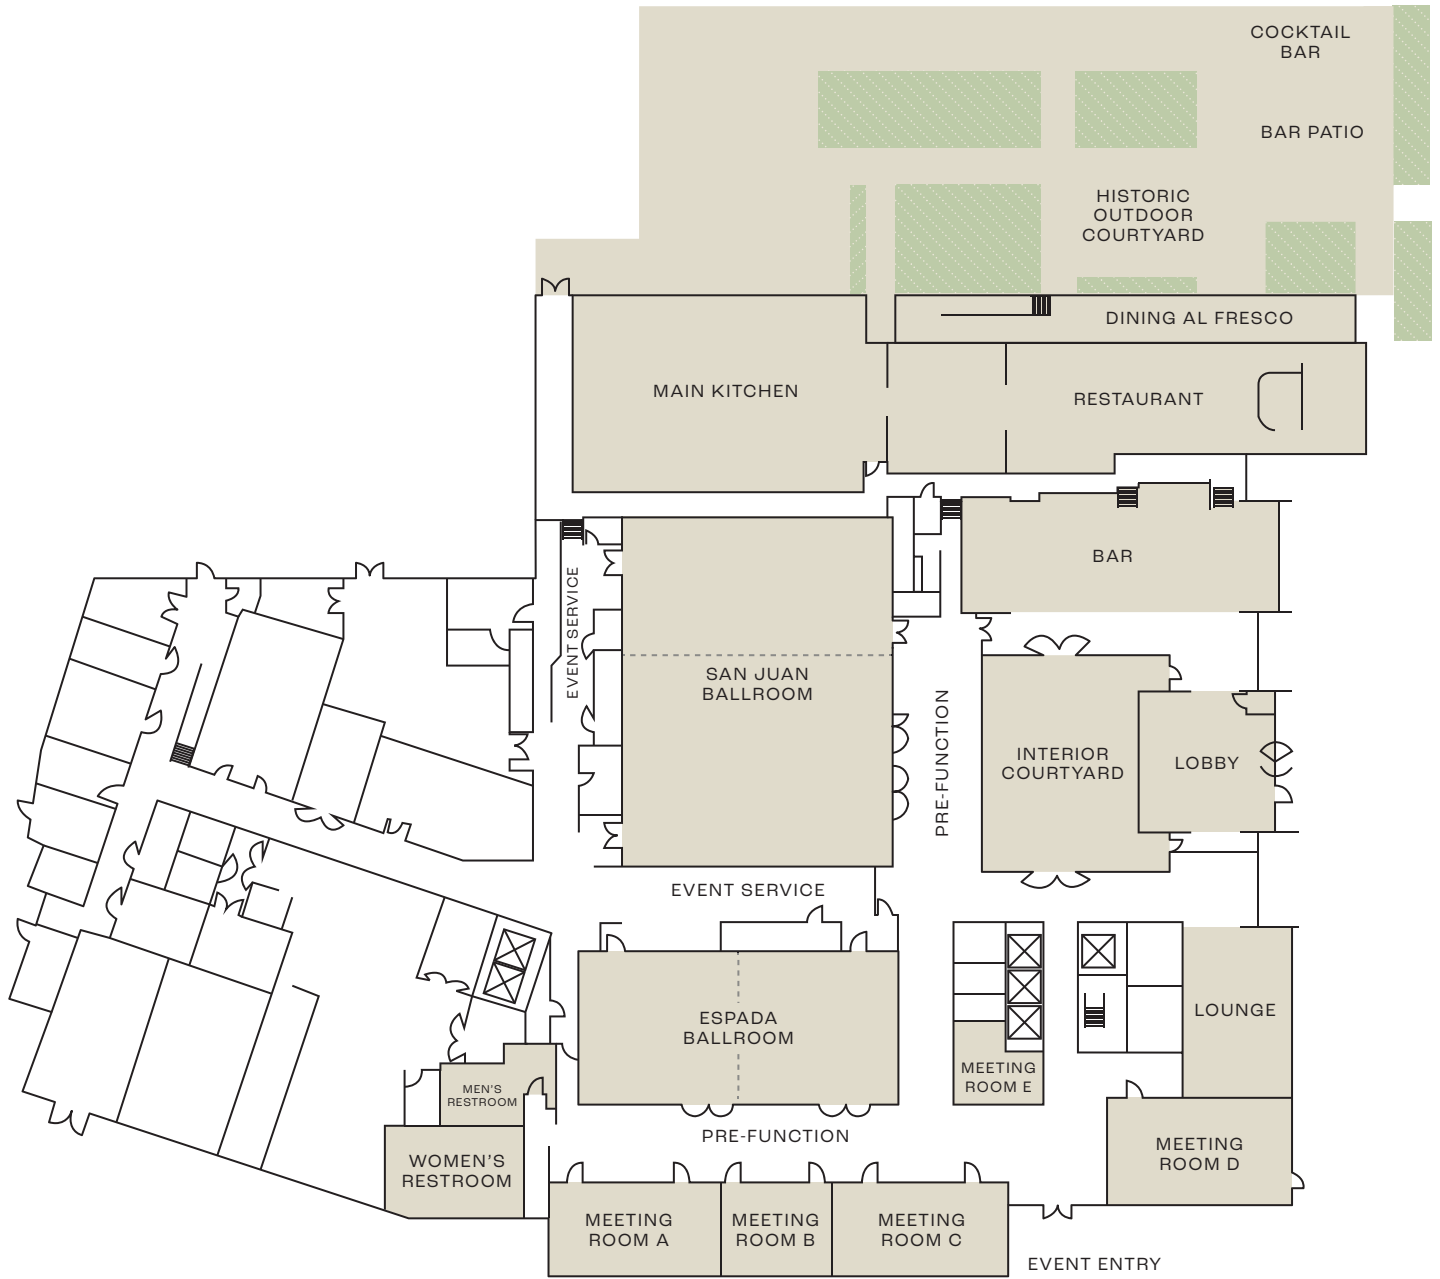 COCKTAIL
BAR
BAR PATIO
HISTORIC
OUTDOOR
COURTYARD
DINING AL FRESCO
MAIN KITCHEN
RESTAURANT
BAR
EVENT SERVICE
SAN JUAN
BALLROOM
PRE-FUNCTION
INTERIOR
COURTYARD
LOBBY
EVENT SERVICE
ESPADA
BALLROOM
LOUNGE
MEETING
ROOM E
MEN'S
RESTROOM
PRE-FUNCTION
MEETING
ROOM D
WOMEN'S
RESTROOM
MEETING
ROOM A
MEETING
ROOM B
MEETING
ROOM C
EVENT ENTRY